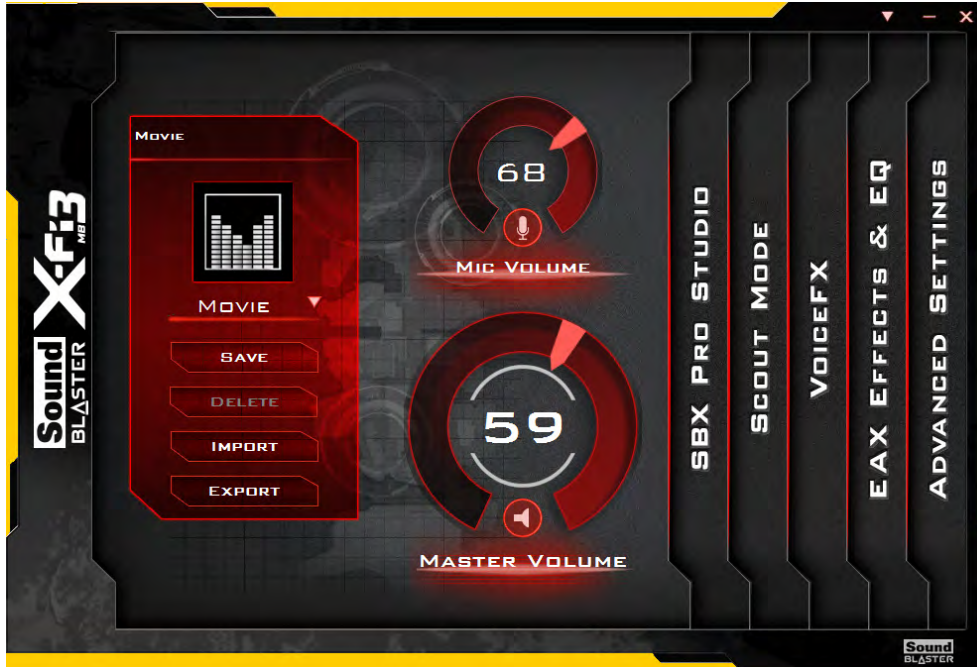 Sound
BLASTER
X-Fi3
MB
Movie
Movie
Save
Delete
Import
Export
68
Mic Volume
59
Master Volume
SBX Pro Studio
Scout Mode
VoiceFX
EAX Effects & EQ
Advanced Settings
Sound
BLASTER